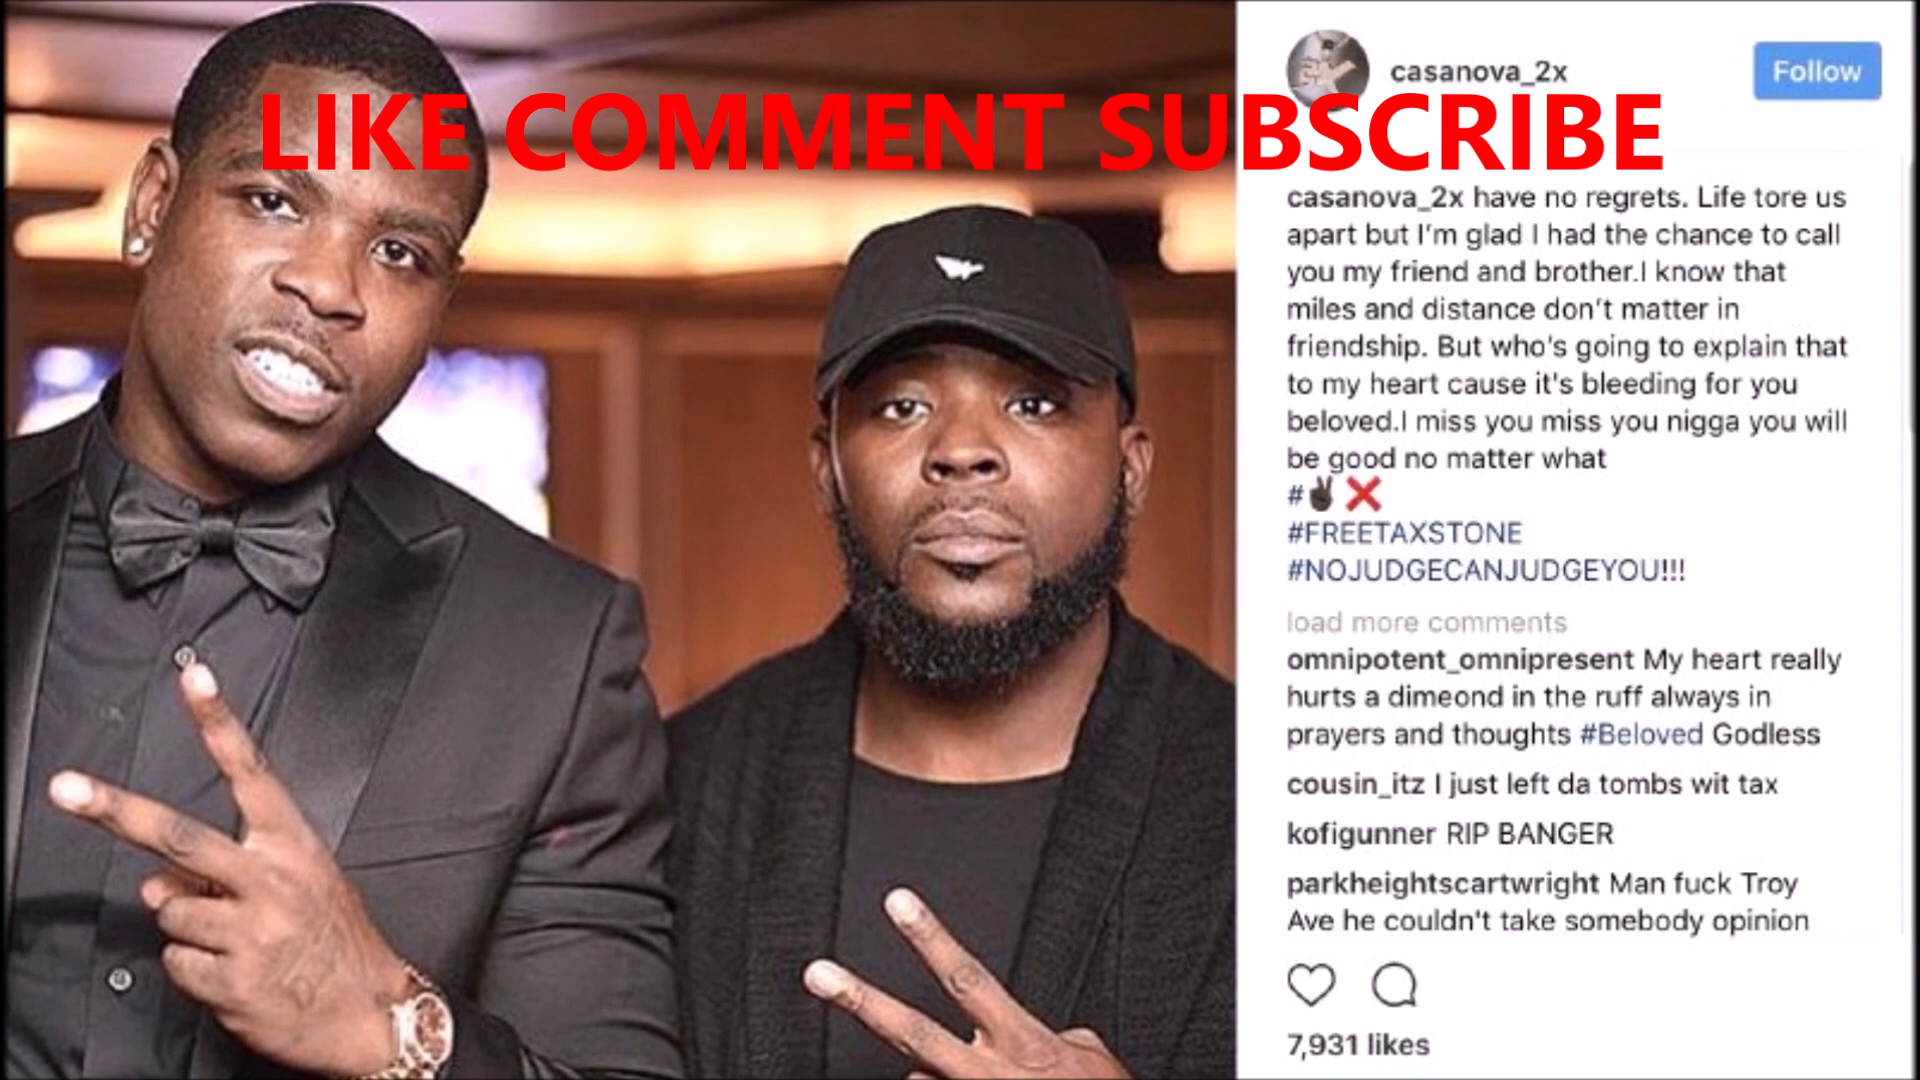 LIKE COMMENT SUBSCRIBE
casanova_2x
Follow
casanova_2x have no regrets. Life tore us
apart but I'm glad I had the chance to call
you my friend and brother.I know that
miles and distance don't matter in
friendship. But who's going to explain that
to my heart cause it's bleeding for you
beloved.I miss you miss you nigga you will
be good no matter what
#✌🏿❌
#FREETAXSTONE
#NOJUDGECANJUDGEYOU!!!
load more comments
omnipotent_omnipresent My heart really
hurts a dimeond in the ruff always in
prayers and thoughts #Beloved Godless
cousin_itz I just left da tombs wit tax
kofigunner RIP BANGER
parkheightscartwright Man fuck Troy
Ave he couldn't take somebody opinion
7,931 likes